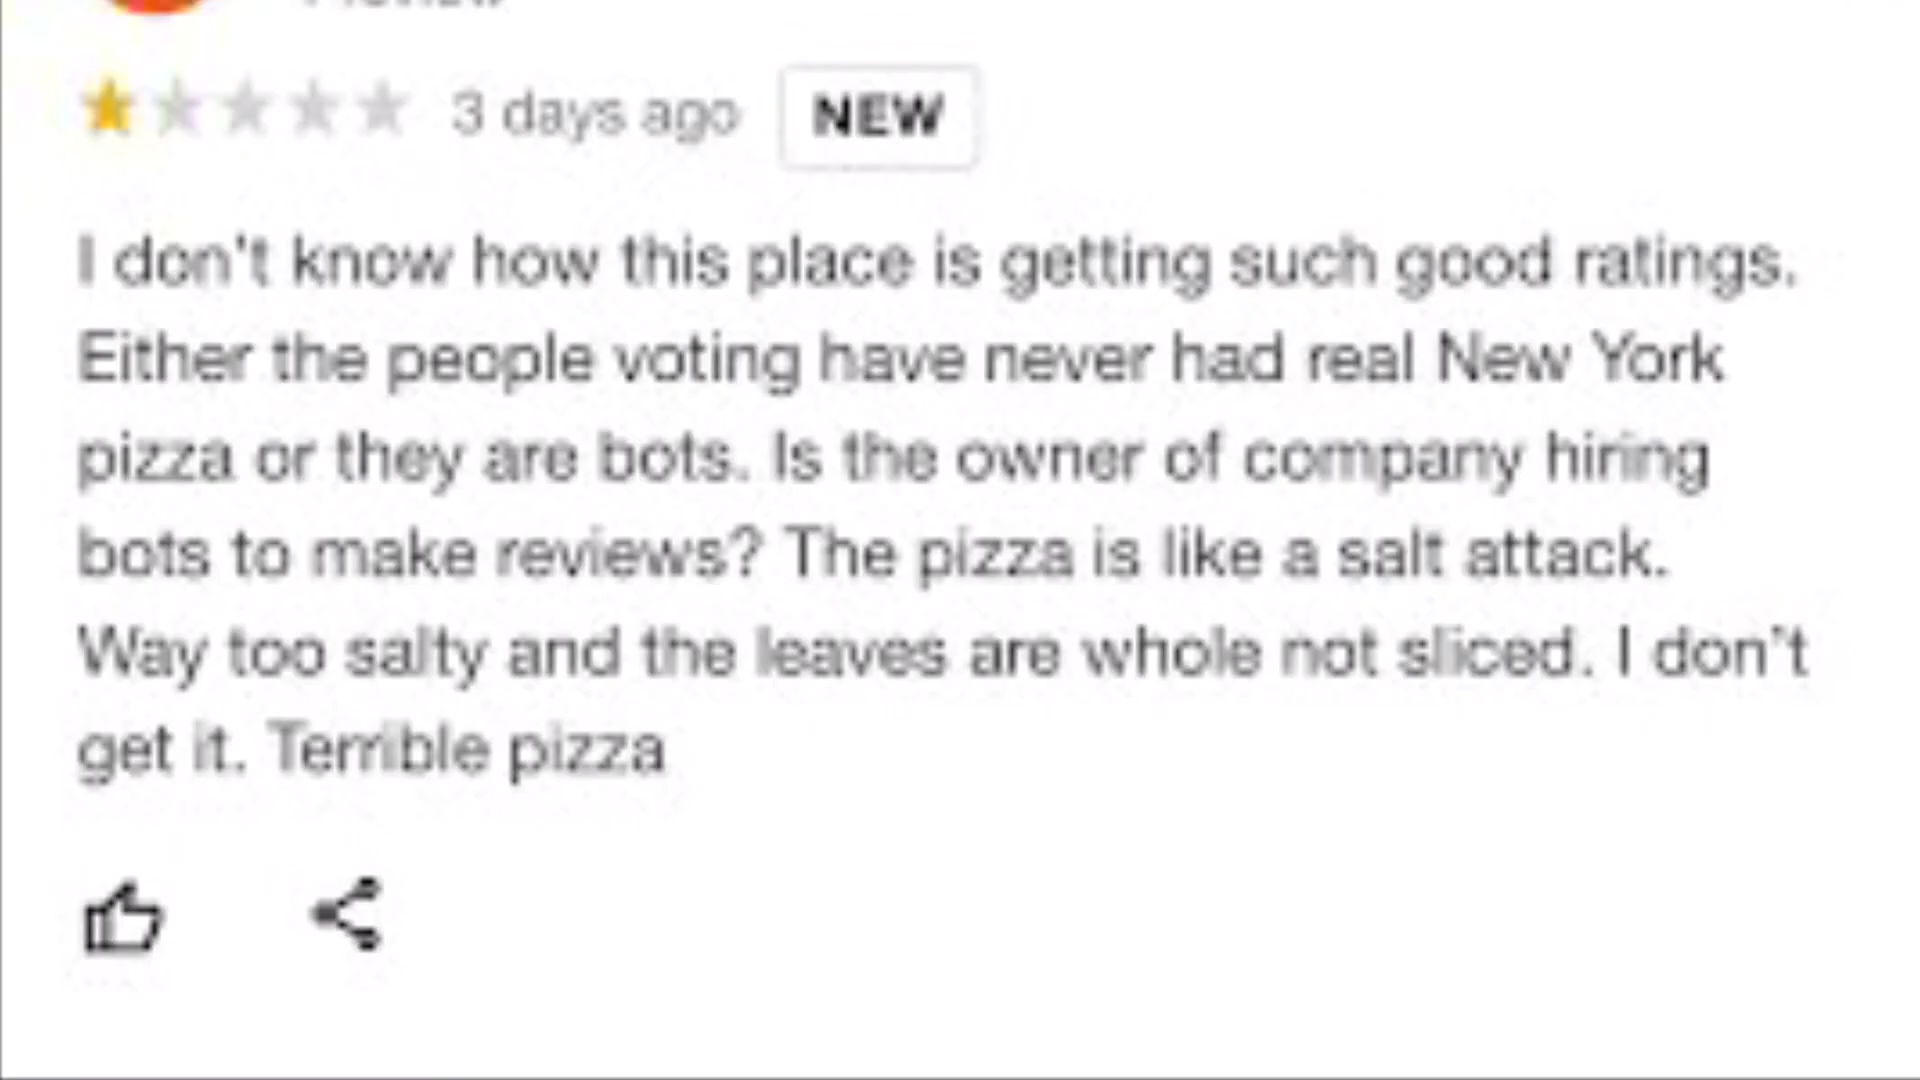 3 days ago NEW
I don't know how this place is getting such good ratings.
Either the people voting have never had real New York
pizza or they are bots. Is the owner of company hiring
bots to make reviews? The pizza is like a salt attack.
Way too salty and the leaves are whole not sliced. I don't
get it. Terrible pizza